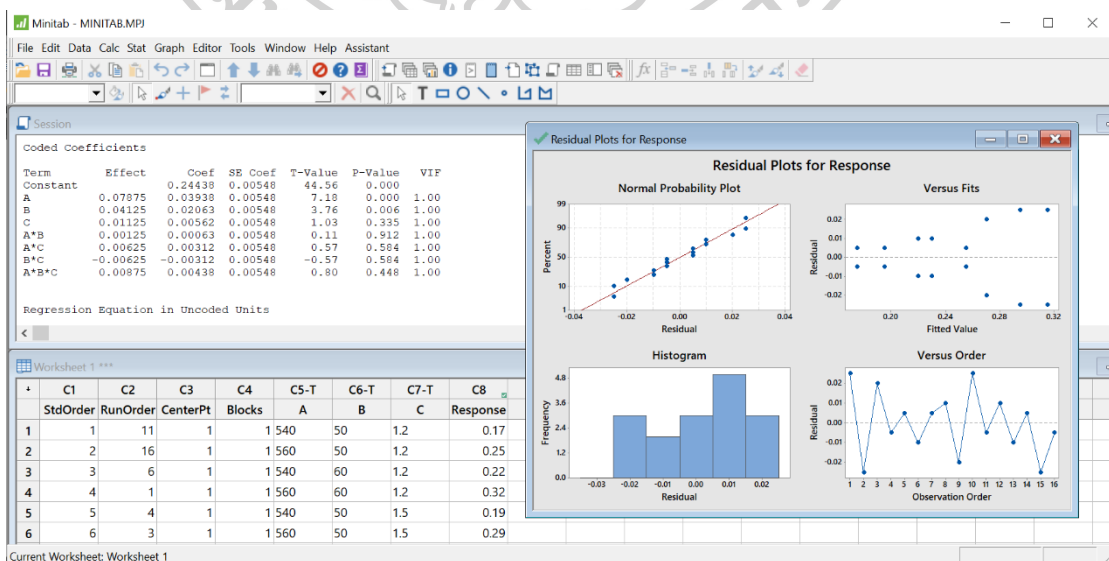 Minitab - MINITAB.MPJ
File Edit Data Calc Stat Graph Editor Tools Window Help Assistant
Session
Coded Coefficients
Term Effect Coef SE Coef T-Value P-Value VIF
Constant 0.24438 0.00548 44.56 0.000
A 0.07875 0.03938 0.00548 7.18 0.000 1.00
B 0.04125 0.02063 0.00548 3.76 0.006 1.00
C 0.01125 0.00562 0.00548 1.03 0.335 1.00
A*B 0.00125 0.00063 0.00548 0.11 0.912 1.00
A*C 0.00625 0.00312 0.00548 0.57 0.584 1.00
B*C -0.00625 -0.00312 0.00548 -0.57 0.584 1.00
A*B*C 0.00875 0.00438 0.00548 0.80 0.448 1.00
Regression Equation in Uncoded Units
Residual Plots for Response
Residual Plots for Response
Normal Probability Plot
99
90
50
10
1
Percent
-0.04 -0.02 0.00 0.02 0.04
Residual
Versus Fits
0.02
0.01
0.00
-0.01
-0.02
Residual
0.20 0.24 0.28 0.32
Fitted Value
Histogram
4.8
3.6
2.4
1.2
0.0
Frequency
-0.03 -0.02 -0.01 0.00 0.01 0.02
Residual
Versus Order
0.02
0.01
0.00
-0.01
-0.02
Residual
1 2 3 4 5 6 7 8 9 10 11 12 13 14 15 16
Observation Order
Worksheet 1 ***
C1 C2 C3 C4 C5-T C6-T C7-T C8
StdOrder RunOrder CenterPt Blocks A B C Response
1 1 11 1 1 540 50 1.2 0.17
2 2 16 1 1 560 50 1.2 0.25
3 3 6 1 1 540 60 1.2 0.22
4 4 1 1 1 560 60 1.2 0.32
5 5 4 1 1 540 50 1.5 0.19
6 6 3 1 1 560 50 1.5 0.29
Current Worksheet: Worksheet 1